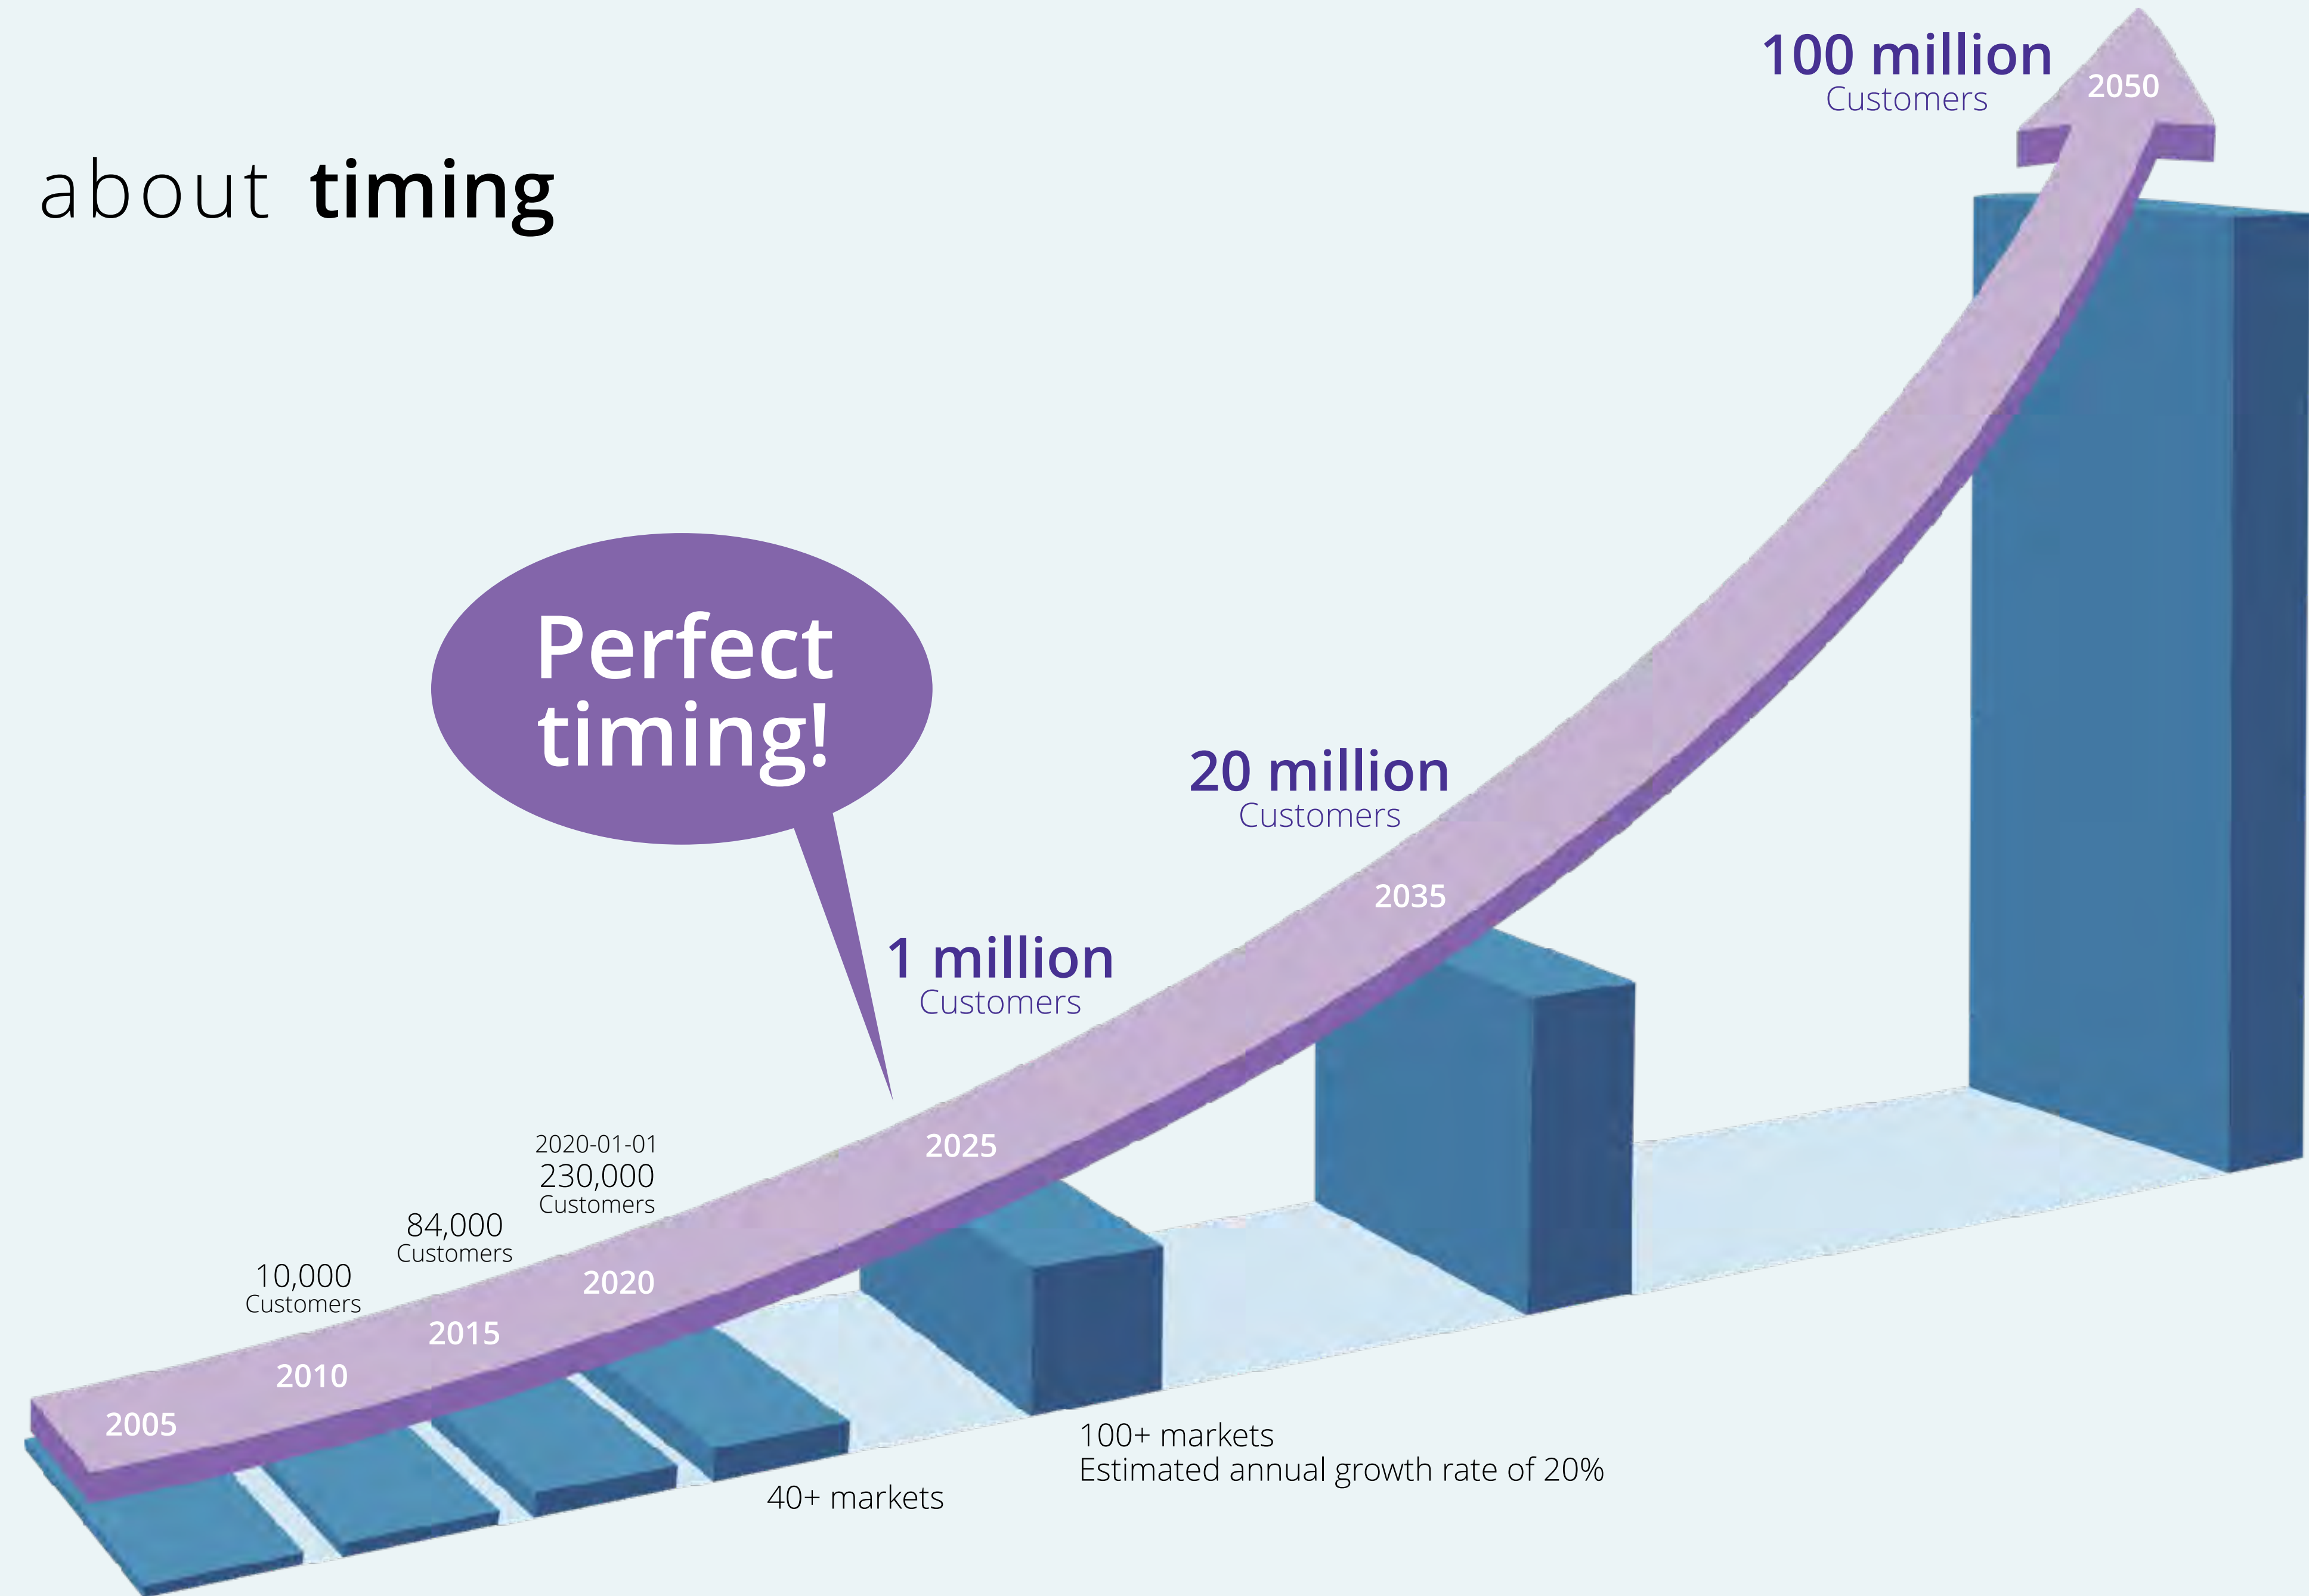 about timing
100 million
Customers
2050
Perfect
timing!
20 million
Customers
2035
1 million
Customers
2025
2020-01-01
230,000
Customers
2020
84,000
Customers
2015
10,000
Customers
2010
2005
40+ markets
100+ markets
Estimated annual growth rate of 20%